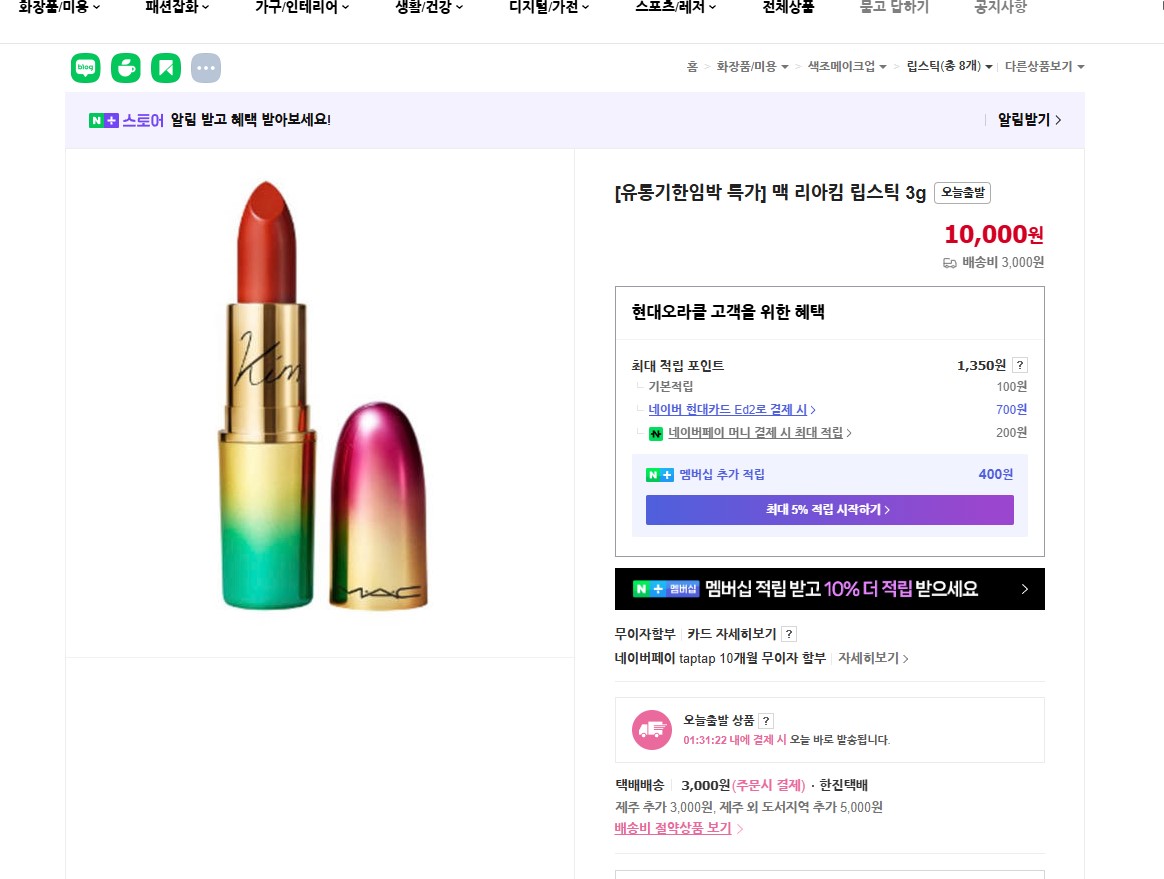 화장품/미용
패션잡화
가구/인테리어
생활/건강
디지털/가전
스포츠/레저
전체상품
묻고 답하기
공지사항
blog
홈 > 화장품/미용 > 색조메이크업 > 립스틱(총 8개) 다른상품보기
N+스토어 알림 받고 혜택 받아보세요!
알림받기 >
Kim
MAC
[유통기한임박 특가] 맥 리아킴 립스틱 3g 오늘출발
10,000원
배송비 3,000원
현대오라클 고객을 위한 혜택
최대 적립 포인트 1,350원 ?
기본적립 100원
네이버 현대카드 Ed2로 결제 시 > 700원
네이버페이 머니 결제 시 최대 적립 > 200원
N+ 멤버십 추가 적립 400원
최대 5% 적립 시작하기 >
N+ 멤버십 멤버십 적립 받고 10% 더 적립 받으세요 >
무이자할부 카드 자세히보기 ?
네이버페이 taptap 10개월 무이자 할부 자세히보기 >
오늘출발 상품 ?
01:31:22 내에 결제 시 오늘 바로 발송됩니다.
택배배송 3,000원(주문시 결제) · 한진택배
제주 추가 3,000원, 제주 외 도서지역 추가 5,000원
배송비 절약상품 보기 >